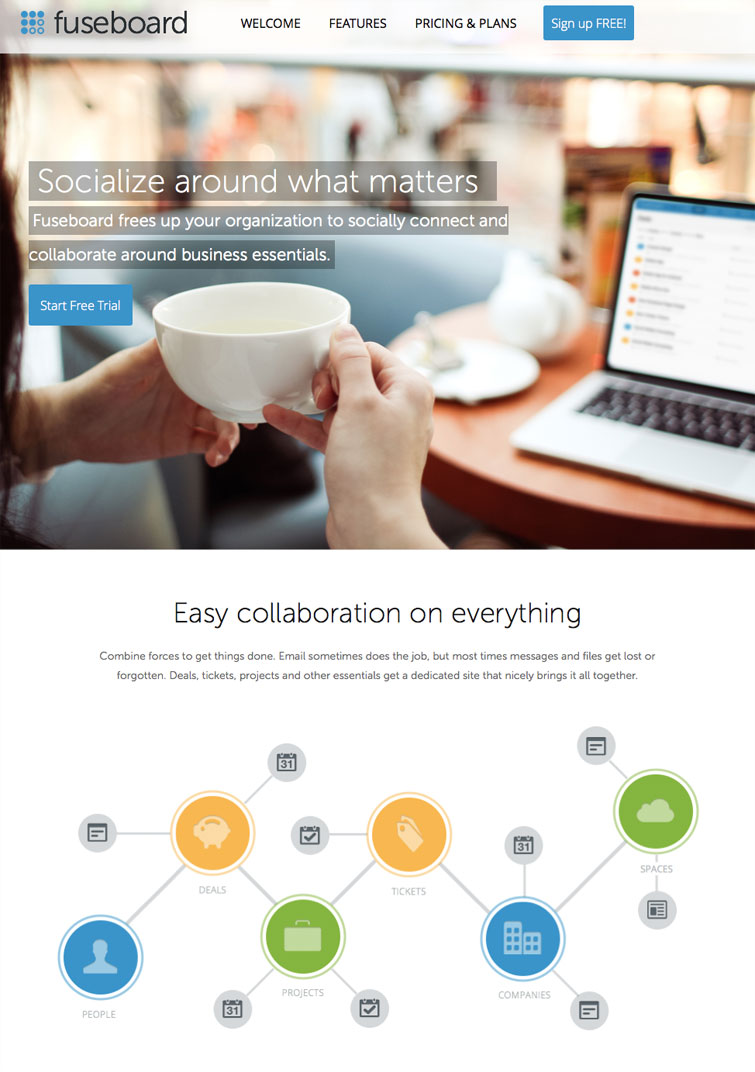 fuseboard
WELCOME
FEATURES
PRICING & PLANS
Sign up FREE!
Socialize around what matters
Fuseboard frees up your organization to socially connect and
collaborate around business essentials.
Start Free Trial
Easy collaboration on everything
Combine forces to get things done. Email sometimes does the job, but most times messages and files get lost or
forgotten. Deals, tickets, projects and other essentials get a dedicated site that nicely brings it all together.
31
31
SPACES
DEALS
TICKETS
PROJECTS
COMPANIES
31
PEOPLE